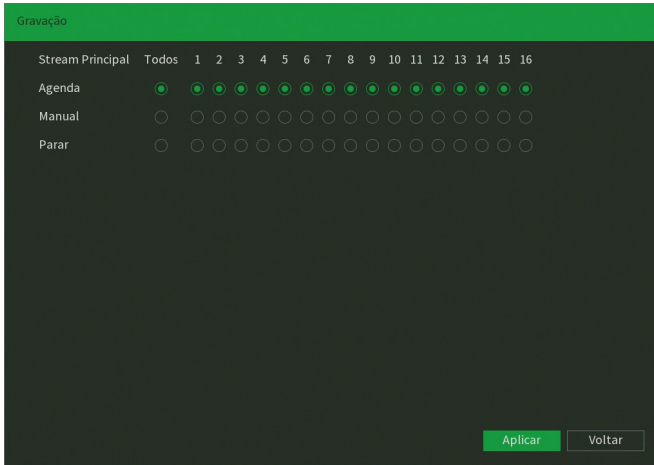 Gravação
Stream Principal Todos 1 2 3 4 5 6 7 8 9 10 11 12 13 14 15 16
Agenda
Manual
Parar
Aplicar Voltar